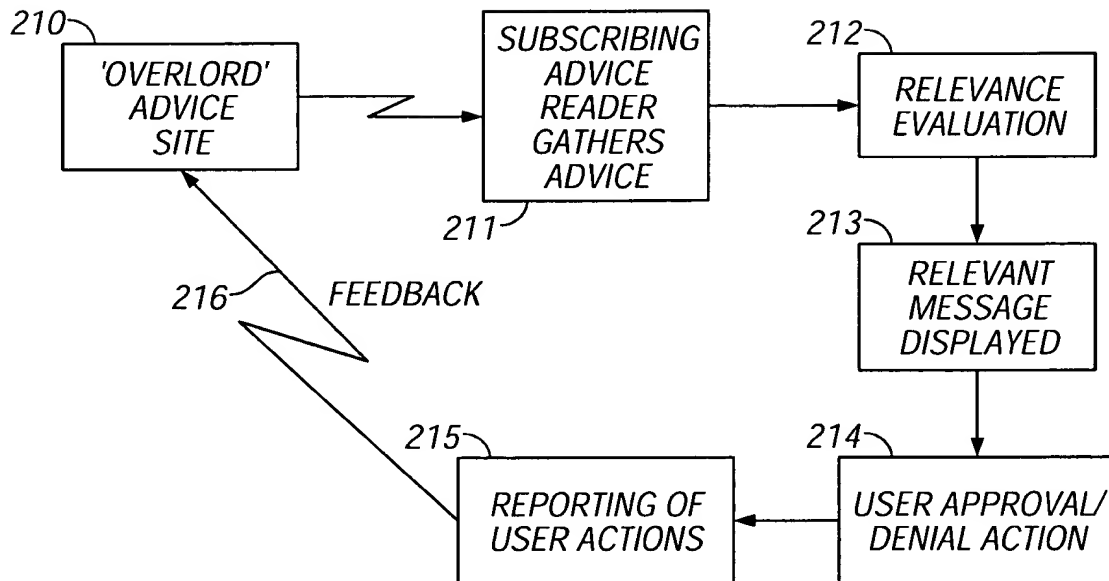 210
'OVERLORD'
ADVICE
SITE
SUBSCRIBING
ADVICE
READER
GATHERS
ADVICE
211
212
RELEVANCE
EVALUATION
213
RELEVANT
MESSAGE
DISPLAYED
214
USER APPROVAL/
DENIAL ACTION
215
REPORTING OF
USER ACTIONS
216
FEEDBACK